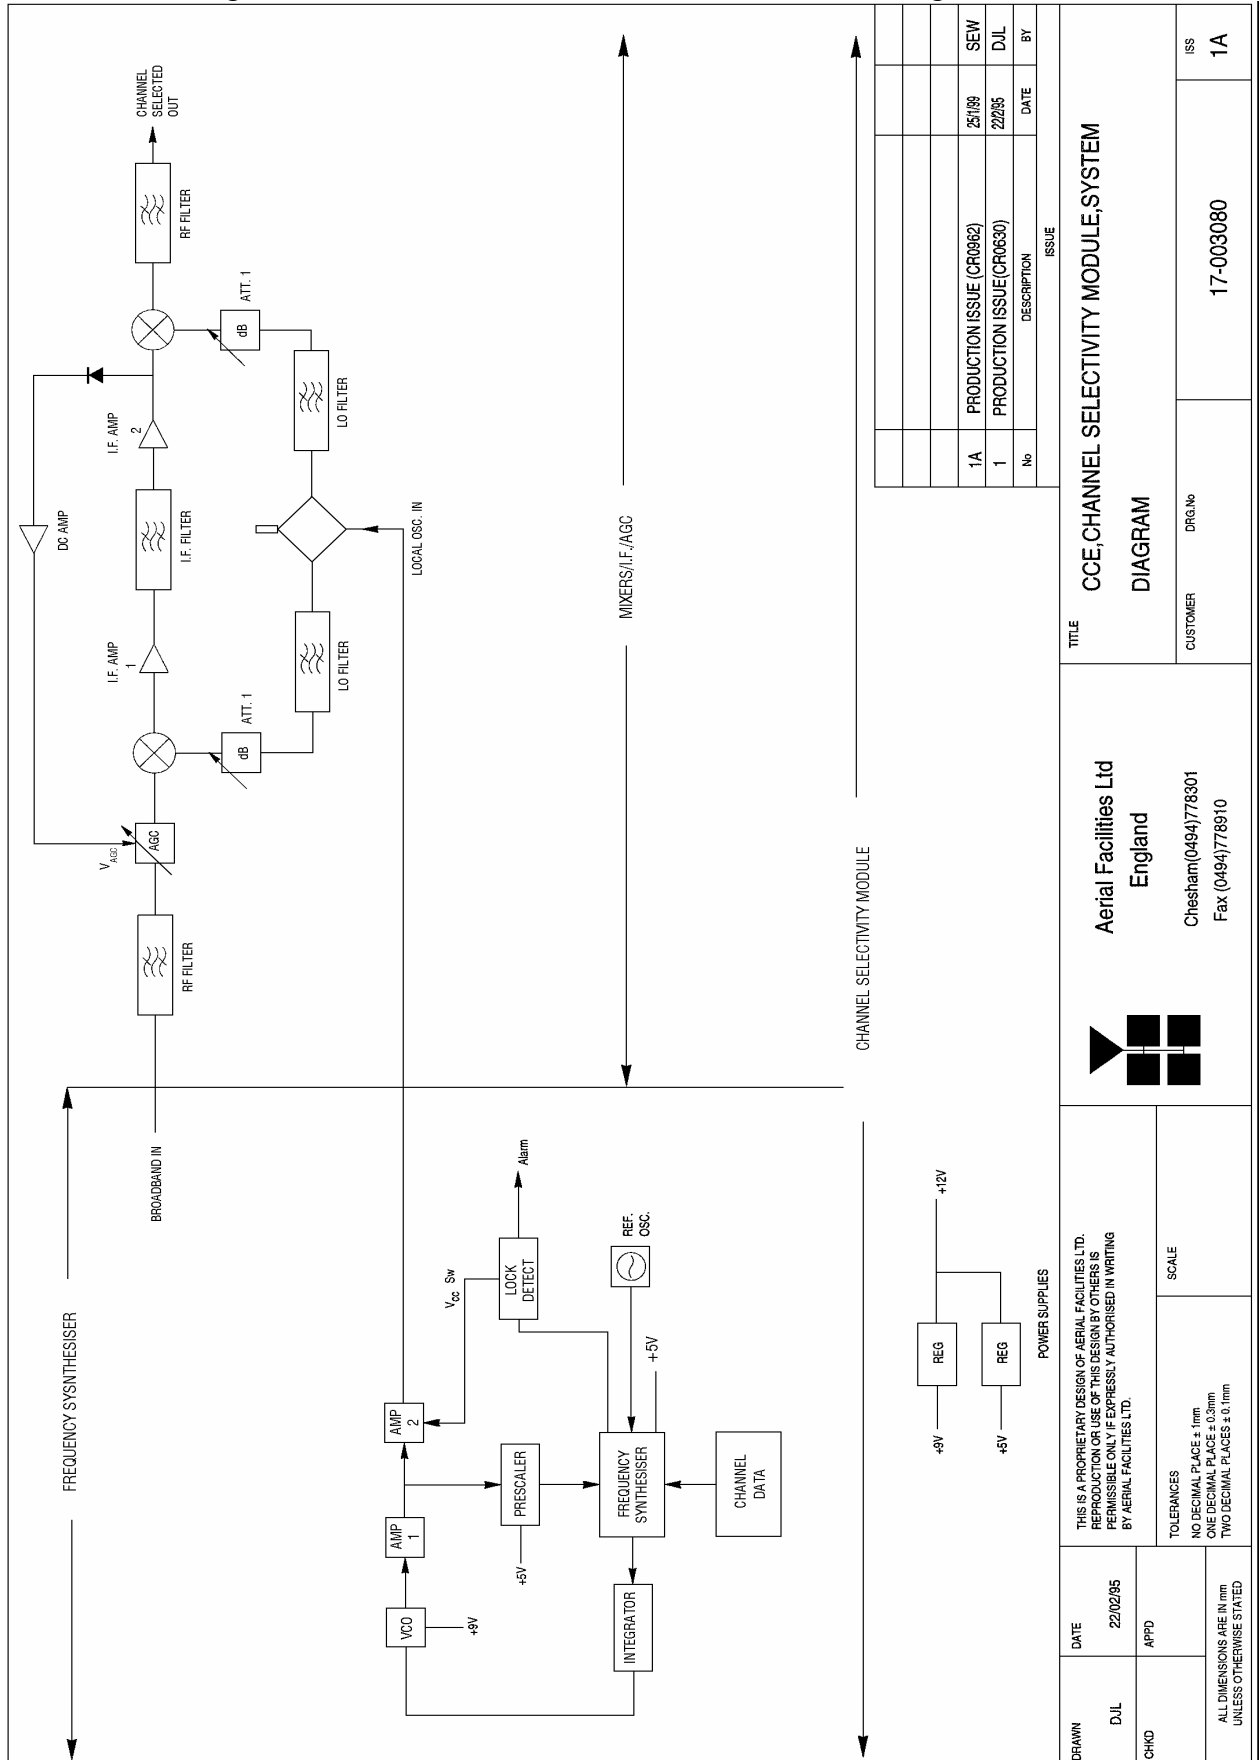 FREQUENCY SYSNTHESISER
BROADBAND IN
RF FILTER
V AGC
AGC
DC AMP
I.F. AMP
1
I.F. FILTER
I.F. AMP
2
RF FILTER
CHANNEL
SELECTED
OUT
dB
ATT. 1
LO FILTER
LO FILTER
dB
ATT. 1
LOCAL OSC. IN
MIXERS/I.F./AGC
VCO
+9V
AMP
1
AMP
2
Vcc Sw
LOCK
DETECT
Alarm
PRESCALER
+5V
INTEGRATOR
FREQUENCY
SYNTHESISER
REF.
OSC.
+5V
CHANNEL
DATA
CHANNEL SELECTIVITY MODULE
+9V
REG
+12V
+5V
REG
POWER SUPPLIES
1A PRODUCTION ISSUE (CR0962) 25/1/99 SEW
1 PRODUCTION ISSUE(CR0630) 22/2/95 DJL
No DESCRIPTION DATE BY
ISSUE
DRAWN
DJL
DATE
22/02/95
CHKD
APPD
ALL DIMENSIONS ARE IN mm
UNLESS OTHERWISE STATED
THIS IS A PROPRIETARY DESIGN OF AERIAL FACILITIES LTD.
REPRODUCTION OR USE OF THIS DESIGN BY OTHERS IS
PERMISSIBLE ONLY IF EXPRESSLY AUTHORISED IN WRITING
BY AERIAL FACILITIES LTD.
TOLERANCES
NO DECIMAL PLACE ± 1mm
ONE DECIMAL PLACE ± 0.3mm
TWO DECIMAL PLACES ± 0.1mm
SCALE
Aerial Facilities Ltd
England
Chesham(0494)778301
Fax (0494)778910
TITLE
CCE,CHANNEL SELECTIVITY MODULE,SYSTEM
DIAGRAM
CUSTOMER
DRG.No
17-003080
ISS
1A